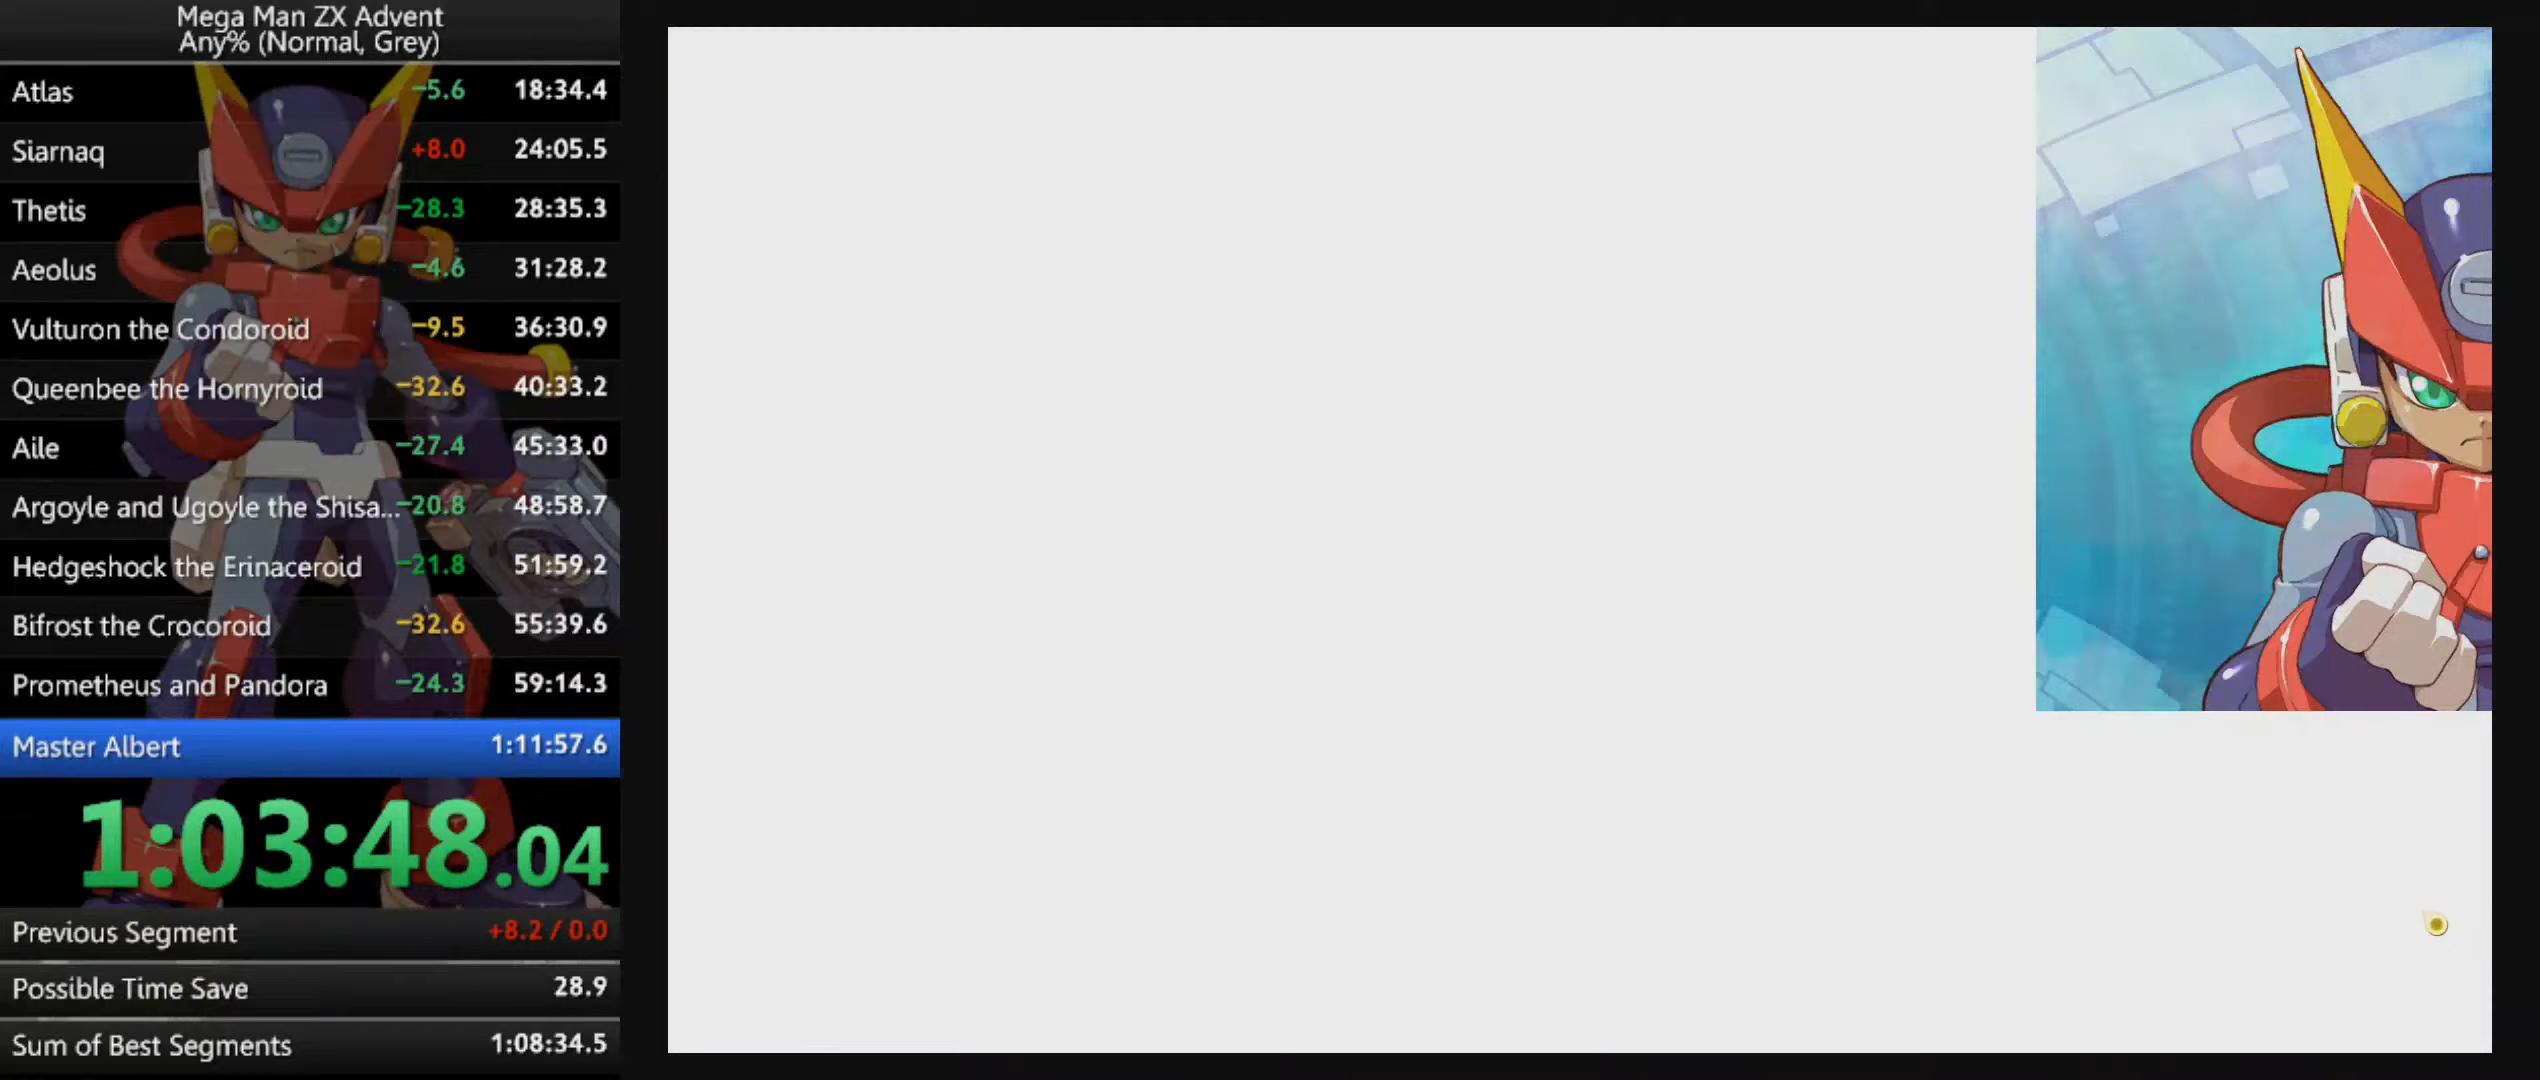 Mega Man ZX Advent
Any% (Normal, Grey)
Atlas −5.6 18:34.4
Siarnaq +8.0 24:05.5
Thetis −28.3 28:35.3
Aeolus −4.6 31:28.2
Vulturon the Condoroid −9.5 36:30.9
Queenbee the Hornyroid −32.6 40:33.2
Aile −27.4 45:33.0
Argoyle and Ugoyle the Shisa... −20.8 48:58.7
Hedgeshock the Erinaceroid −21.8 51:59.2
Bifrost the Crocoroid −32.6 55:39.6
Prometheus and Pandora −24.3 59:14.3
Master Albert 1:11:57.6
1:03:48.04
Previous Segment +8.2 / 0.0
Possible Time Save 28.9
Sum of Best Segments 1:08:34.5